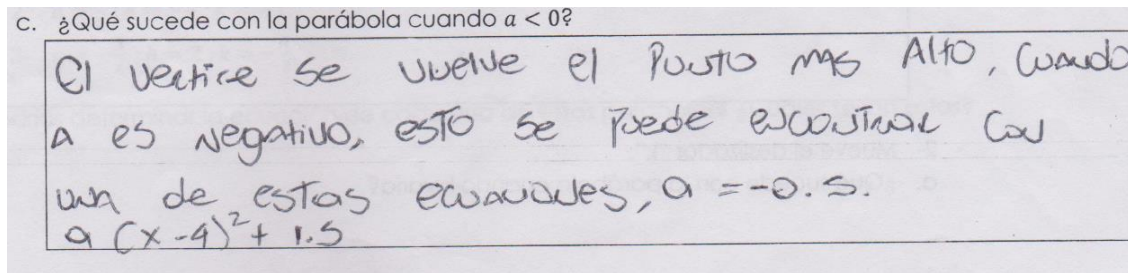 c. ¿Qué sucede con la parábola cuando a < 0?
El vertice se vuelve el Punto mas Alto, Cuando
a es negativo, esto se puede encontrar con
una de estas ecuaciones, a = -0.5.
a (x-4)² + 1.5